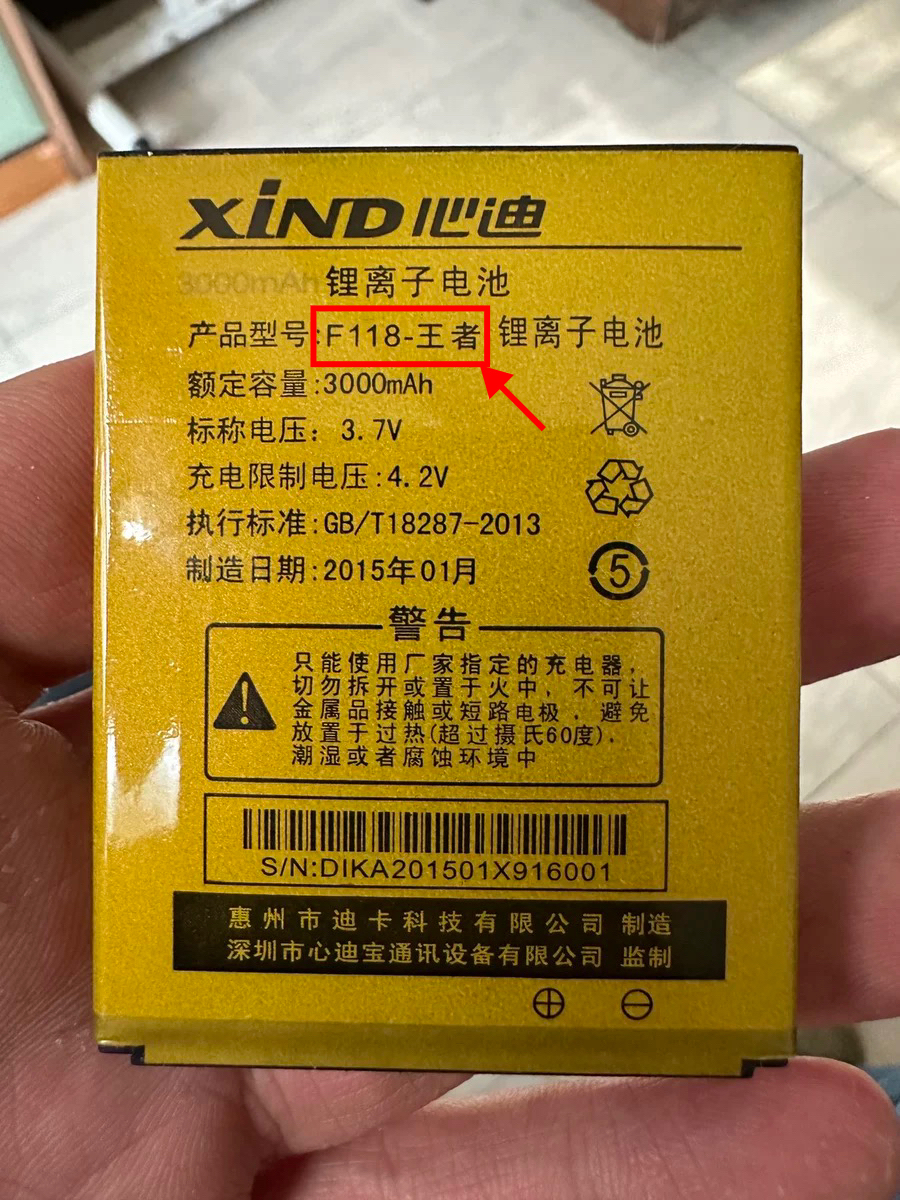 XiND心迪
3000mAh 锂离子电池
产品型号:F118-王者 锂离子电池
额定容量:3000mAh
标称电压：3.7V
充电限制电压:4.2V
执行标准:GB/T18287-2013
制造日期:2015年01月
5
警告
只能使用厂家指定的充电器，
切勿拆开或置于火中，不可让
金属品接触或短路电极，避免
放置于过热(超过摄氏60度)．
潮湿或者腐蚀环境中
S/N:DIKA201501X916001
惠州市迪卡科技有限公司 制造
深圳市心迪宝通讯设备有限公司 监制
⊕ ⊖